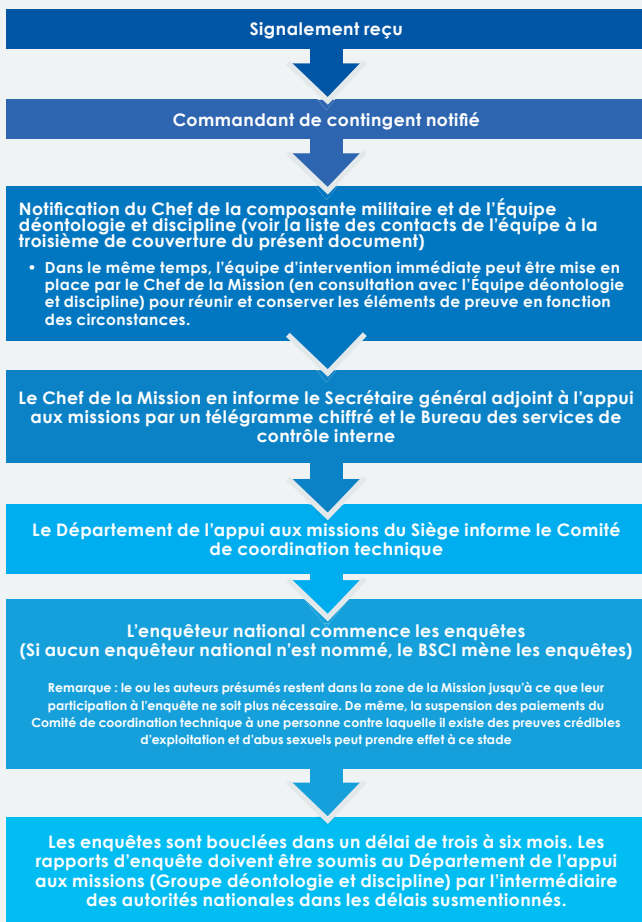 Signalement reçu
Commandant de contingent notifié
Notification du Chef de la composante militaire et de l'Équipe
déontologie et discipline (voir la liste des contacts de l'équipe à la
troisième de couverture du présent document)
• Dans le même temps, l'équipe d'intervention immédiate peut être mise en
place par le Chef de la Mission (en consultation avec l'Équipe déontologie
et discipline) pour réunir et conserver les éléments de preuve en fonction
des circonstances.
Le Chef de la Mission en informe le Secrétaire général adjoint à l'appui
aux missions par un télégramme chiffré et le Bureau des services de
contrôle interne
Le Département de l'appui aux missions du Siège informe le Comité
de coordination technique
L'enquêteur national commence les enquêtes
(Si aucun enquêteur national n'est nommé, le BSCI mène les enquêtes)
Remarque : le ou les auteurs présumés restent dans la zone de la Mission jusqu'à ce que leur
participation à l'enquête ne soit plus nécessaire. De même, la suspension des paiements du
Comité de coordination technique à une personne contre laquelle il existe des preuves crédibles
d'exploitation et d'abus sexuels peut prendre effet à ce stade
Les enquêtes sont bouclées dans un délai de trois à six mois. Les
rapports d'enquête doivent être soumis au Département de l'appui
aux missions (Groupe déontologie et discipline) par l'intermédiaire
des autorités nationales dans les délais susmentionnés.